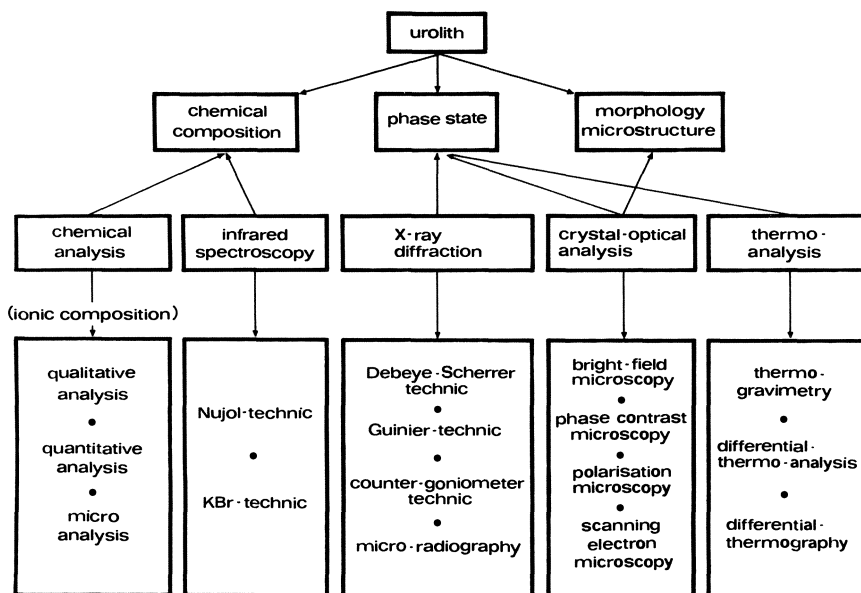 urolith
chemical
composition
phase state
morphology
microstructure
chemical
analysis
infrared
spectroscopy
X-ray
diffraction
crystal-optical
analysis
thermo-
analysis
(ionic composition)
qualitative
analysis
•
quantitative
analysis
•
micro
analysis
Nujol-technic
•
KBr-technic
Debeye-Scherrer
technic
•
Guinier-technic
•
counter-goniometer
technic
•
micro-radiography
bright-field
microscopy
•
phase contrast
microscopy
•
polarisation
microscopy
•
scanning
electron
microscopy
thermo-
gravimetry
•
differential-
thermo-analysis
•
differential-
thermography